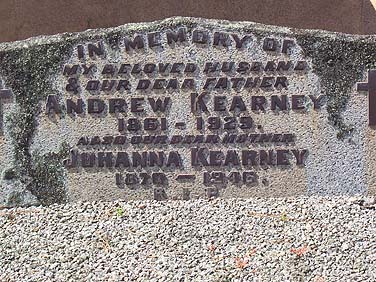 IN MEMORY OF
MY BELOVED HUSBAND
& OUR DEAR FATHER
ANDREW KEARNEY
1861 - 1929.
ALSO OUR DEAR MOTHER
JOHANNA KEARNEY
1870 - 1946.
R.I.P.